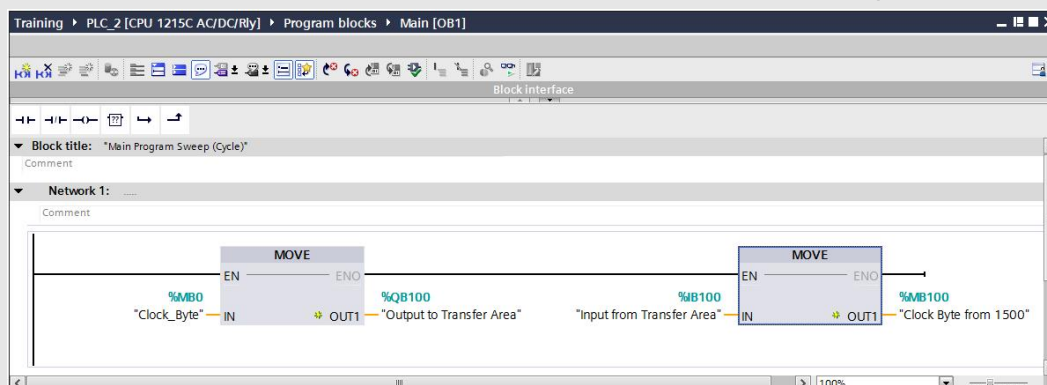 Training ▸ PLC_2 [CPU 1215C AC/DC/Rly] ▸ Program blocks ▸ Main [OB1]
Block interface
Block title: "Main Program Sweep (Cycle)"
Comment
Network 1: .....
Comment
MOVE MOVE
EN ENO EN ENO
%MB0 %QB100 %IB100 %MB100
"Clock_Byte" IN OUT1 "Output to Transfer Area" "Input from Transfer Area" IN OUT1 "Clock Byte from 1500"
100%